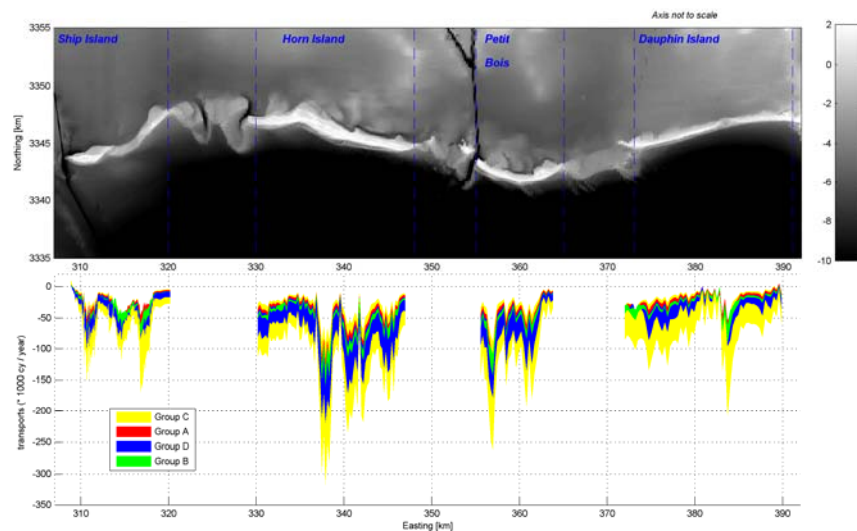 Axis not to scale
3355
3350
3345
3340
3335
Northing [km]
Ship Island
Horn Island
Petit
Bois
Dauphin Island
310 320 330 340 350 360 370 380 390
2
0
-2
-4
-6
-8
-10
0
-50
-100
-150
-200
-250
-300
-350
transports (* 1000 cy / year)
Group C
Group A
Group D
Group B
310 320 330 340 350 360 370 380 390
Easting [km]